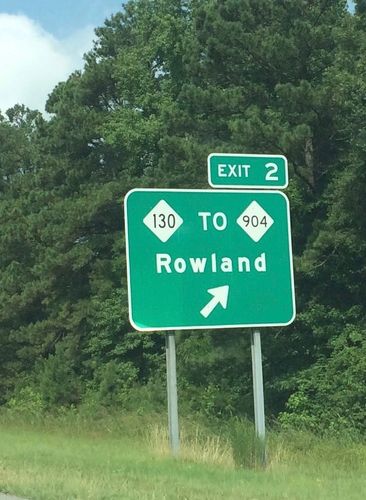 EXIT 2
130 TO 904
Rowland